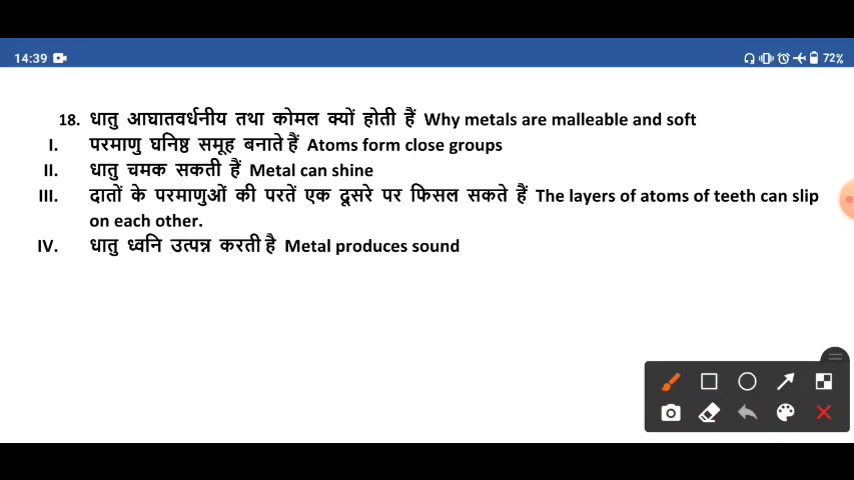 14:39
72%
18. धातु आघातवर्धनीय तथा कोमल क्यों होती हैं Why metals are malleable and soft
I. परमाणु घनिष्ठ समूह बनाते हैं Atoms form close groups
II. धातु चमक सकती हैं Metal can shine
III. दातों के परमाणुओं की परतें एक दूसरे पर फिसल सकते हैं The layers of atoms of teeth can slip
on each other.
IV. धातु ध्वनि उत्पन्न करती है Metal produces sound